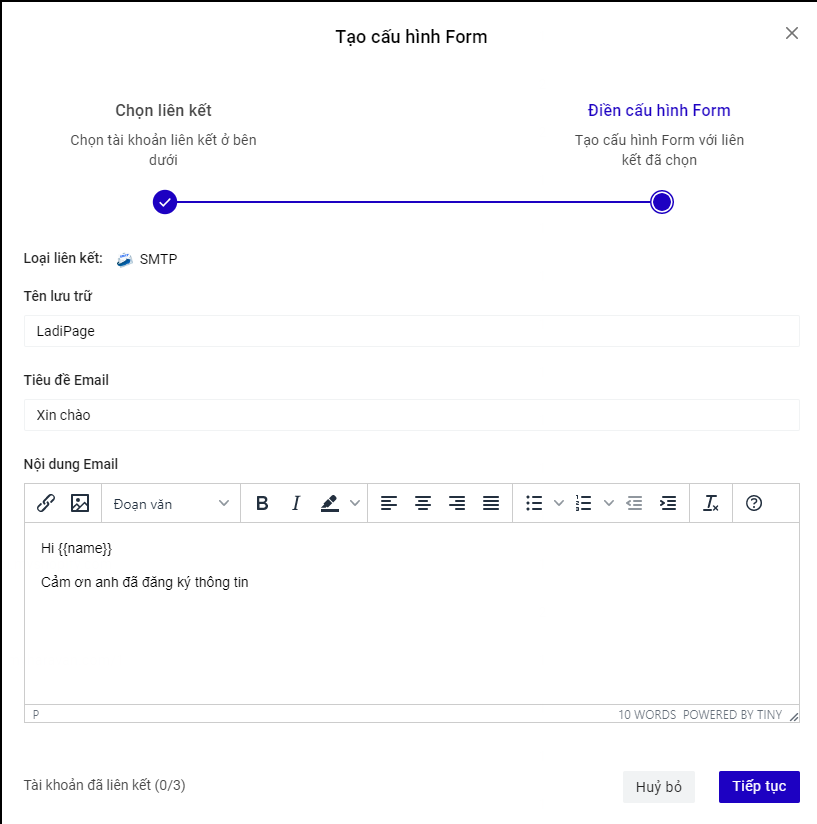 Tạo cấu hình Form
Chọn liên kết
Chọn tài khoản liên kết ở bên
dưới
Điền cấu hình Form
Tạo cấu hình Form với liên
kết đã chọn
Loại liên kết: SMTP
Tên lưu trữ
LadiPage
Tiêu đề Email
Xin chào
Nội dung Email
Đoạn văn
Hi {{name}}
Cảm ơn anh đã đăng ký thông tin
P
10 WORDS POWERED BY TINY
Tài khoản đã liên kết (0/3)
Huỷ bỏ
Tiếp tục